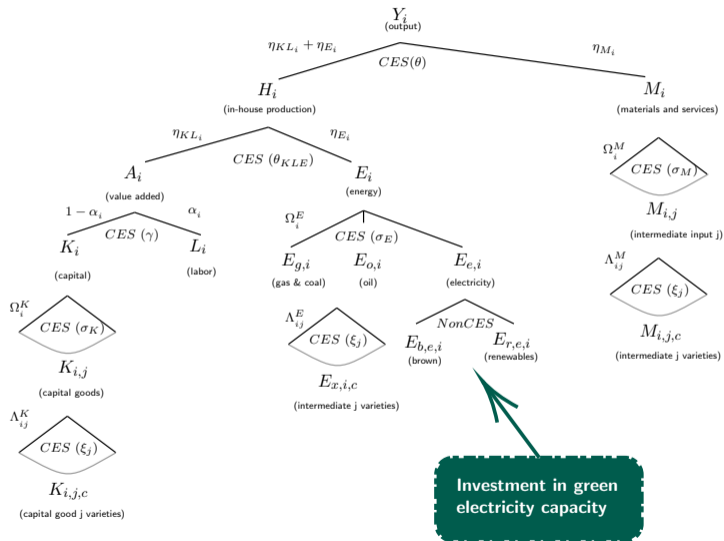 Y_i
(output)
η_{KL_i} + η_{E_i}
CES(θ)
η_{M_i}
H_i
(in-house production)
M_i
(materials and services)
η_{KL_i}
CES (θ_{KLE})
η_{E_i}
Ω_i^M
CES (σ_M)
A_i
(value added)
E_i
(energy)
M_{i,j}
(intermediate input j)
1 − α_i
CES (γ)
α_i
Ω_i^E
CES (σ_E)
K_i
(capital)
L_i
(labor)
E_{g,i}
(gas & coal)
E_{o,i}
(oil)
E_{e,i}
(electricity)
Λ_{ij}^M
CES (ξ_j)
M_{i,j,c}
(intermediate j varieties)
Ω_i^K
CES (σ_K)
K_{i,j}
(capital goods)
Λ_{ij}^E
CES (ξ_j)
E_{x,i,c}
(intermediate j varieties)
NonCES
E_{b,e,i}
(brown)
E_{r,e,i}
(renewables)
Λ_{ij}^K
CES (ξ_j)
K_{i,j,c}
(capital good j varieties)
Investment in green
electricity capacity